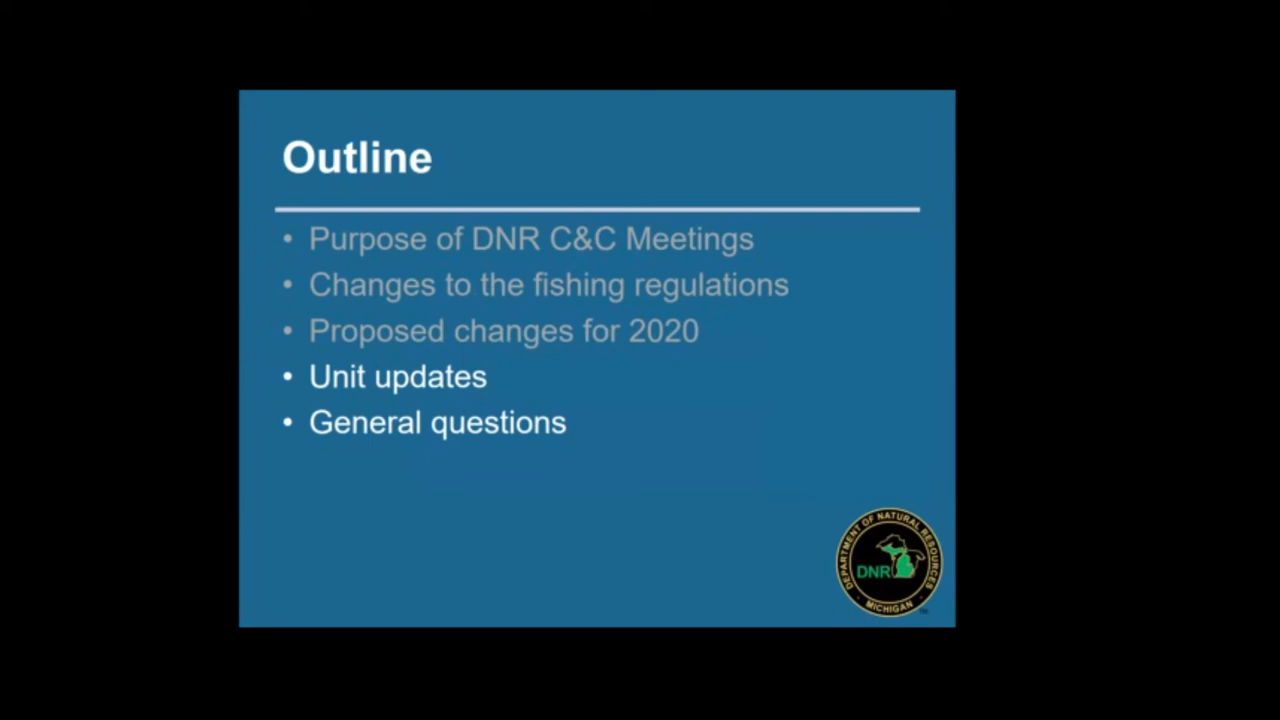 Outline
• Purpose of DNR C&C Meetings
• Changes to the fishing regulations
• Proposed changes for 2020
• Unit updates
• General questions
DEPARTMENT OF NATURAL RESOURCES
DNR
MICHIGAN